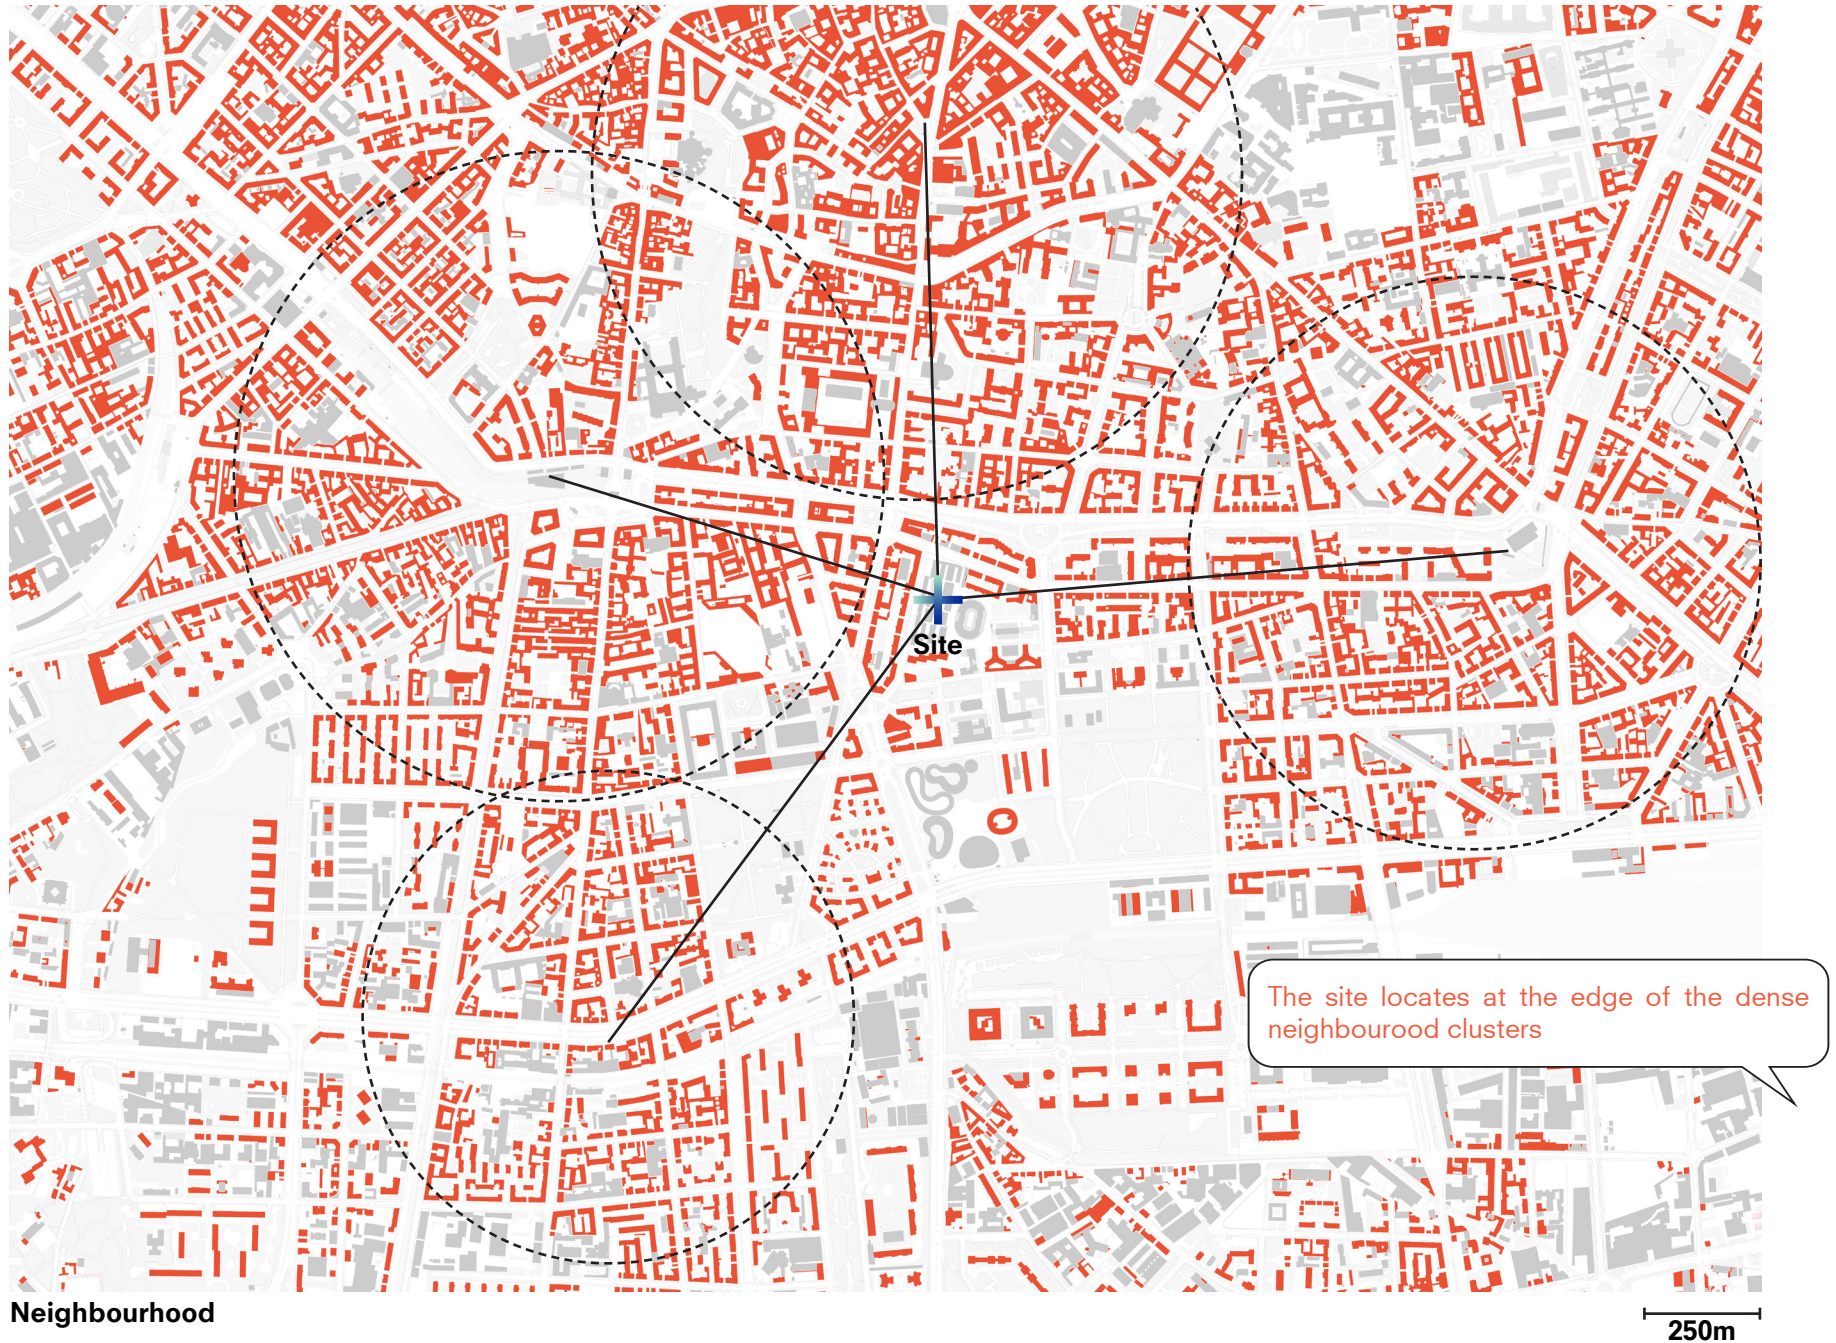 Site
The site locates at the edge of the dense
neighbourood clusters
Neighbourhood
250m